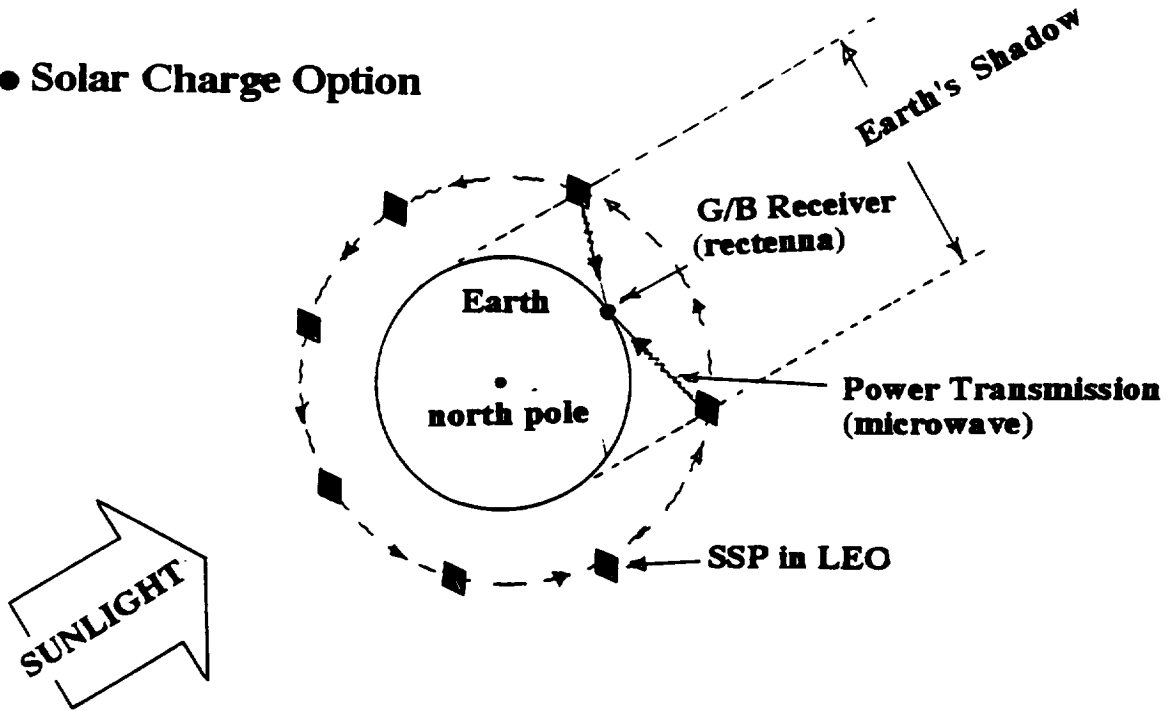 • Solar Charge Option
Earth's Shadow
G/B Receiver
(rectenna)
Earth
north pole
Power Transmission
(microwave)
SSP in LEO
SUNLIGHT